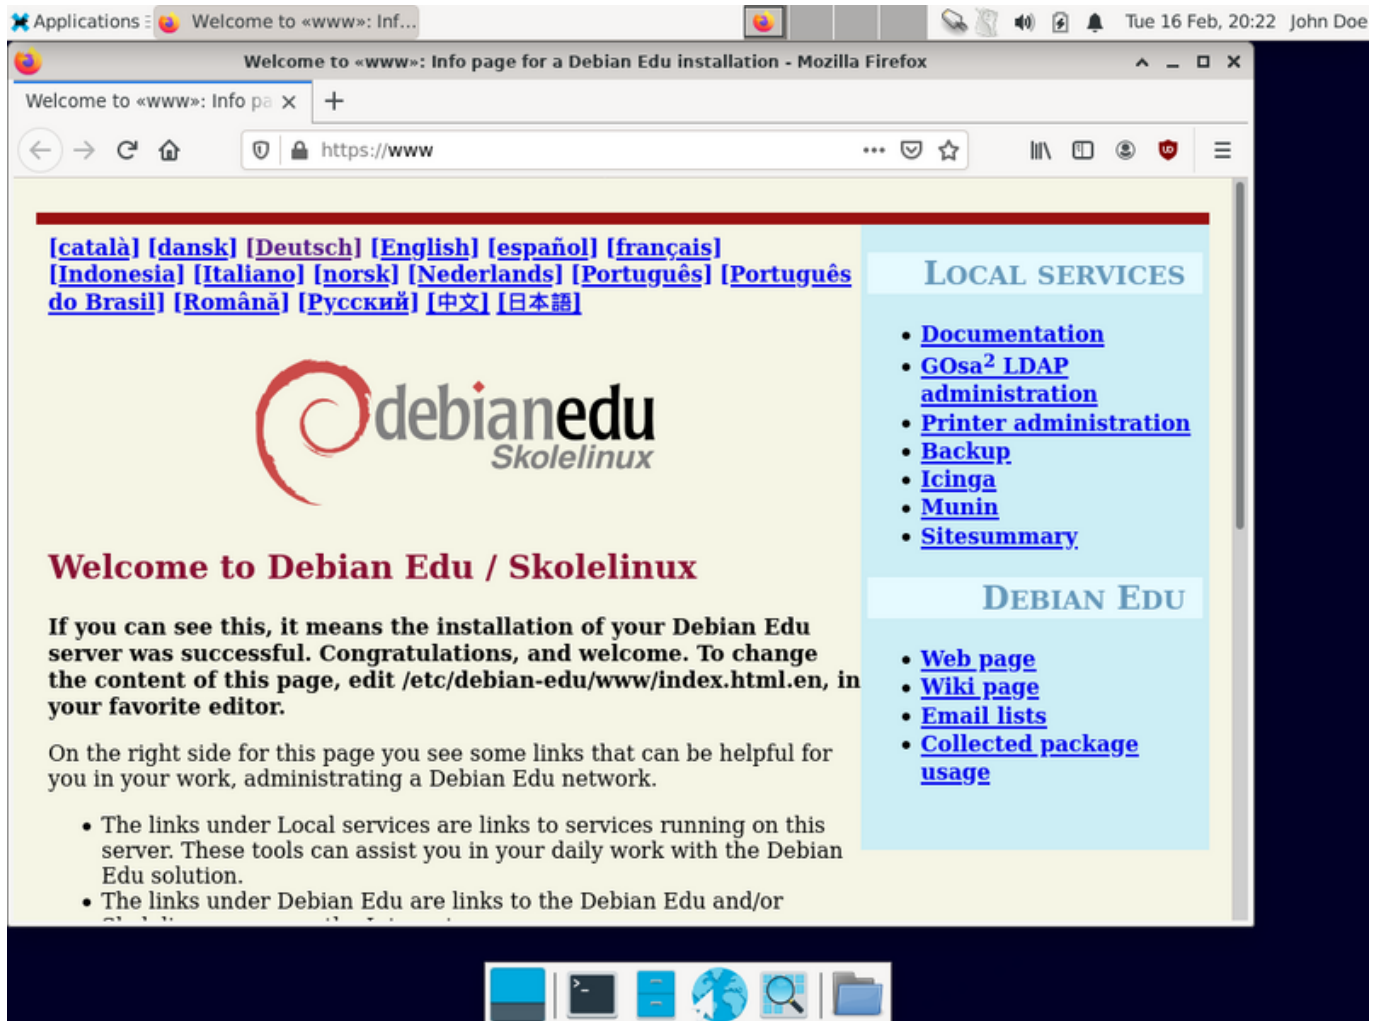 Applications
Welcome to «www»: Inf...
Tue 16 Feb, 20:22 John Doe
Welcome to «www»: Info page for a Debian Edu installation - Mozilla Firefox
Welcome to «www»: Info pa
https://www
[català] [dansk] [Deutsch] [English] [español] [français]
[Indonesia] [Italiano] [norsk] [Nederlands] [Português] [Português
do Brasil] [Română] [Русский] [中文] [日本語]
debianedu
Skolelinux
Welcome to Debian Edu / Skolelinux
If you can see this, it means the installation of your Debian Edu
server was successful. Congratulations, and welcome. To change
the content of this page, edit /etc/debian-edu/www/index.html.en, in
your favorite editor.
On the right side for this page you see some links that can be helpful for
you in your work, administrating a Debian Edu network.
• The links under Local services are links to services running on this
server. These tools can assist you in your daily work with the Debian
Edu solution.
• The links under Debian Edu are links to the Debian Edu and/or
Local services
• Documentation
• GOsa² LDAP
administration
• Printer administration
• Backup
• Icinga
• Munin
• Sitesummary
Debian Edu
• Web page
• Wiki page
• Email lists
• Collected package
usage